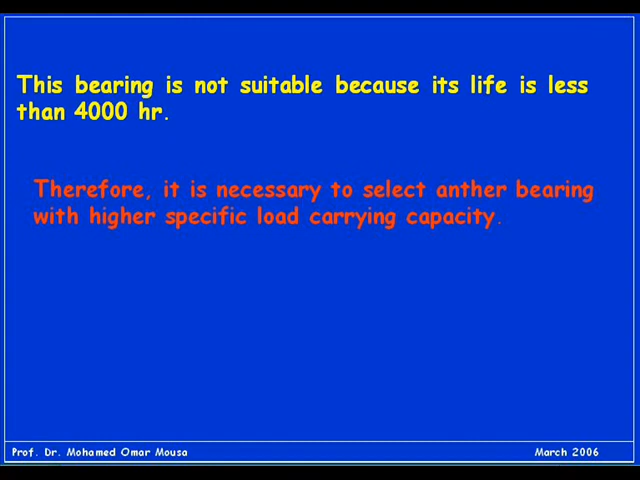 This bearing is not suitable because its life is less
than 4000 hr.
Therefore, it is necessary to select anther bearing
with higher specific load carrying capacity.
Prof. Dr. Mohamed Omar Mousa March 2006